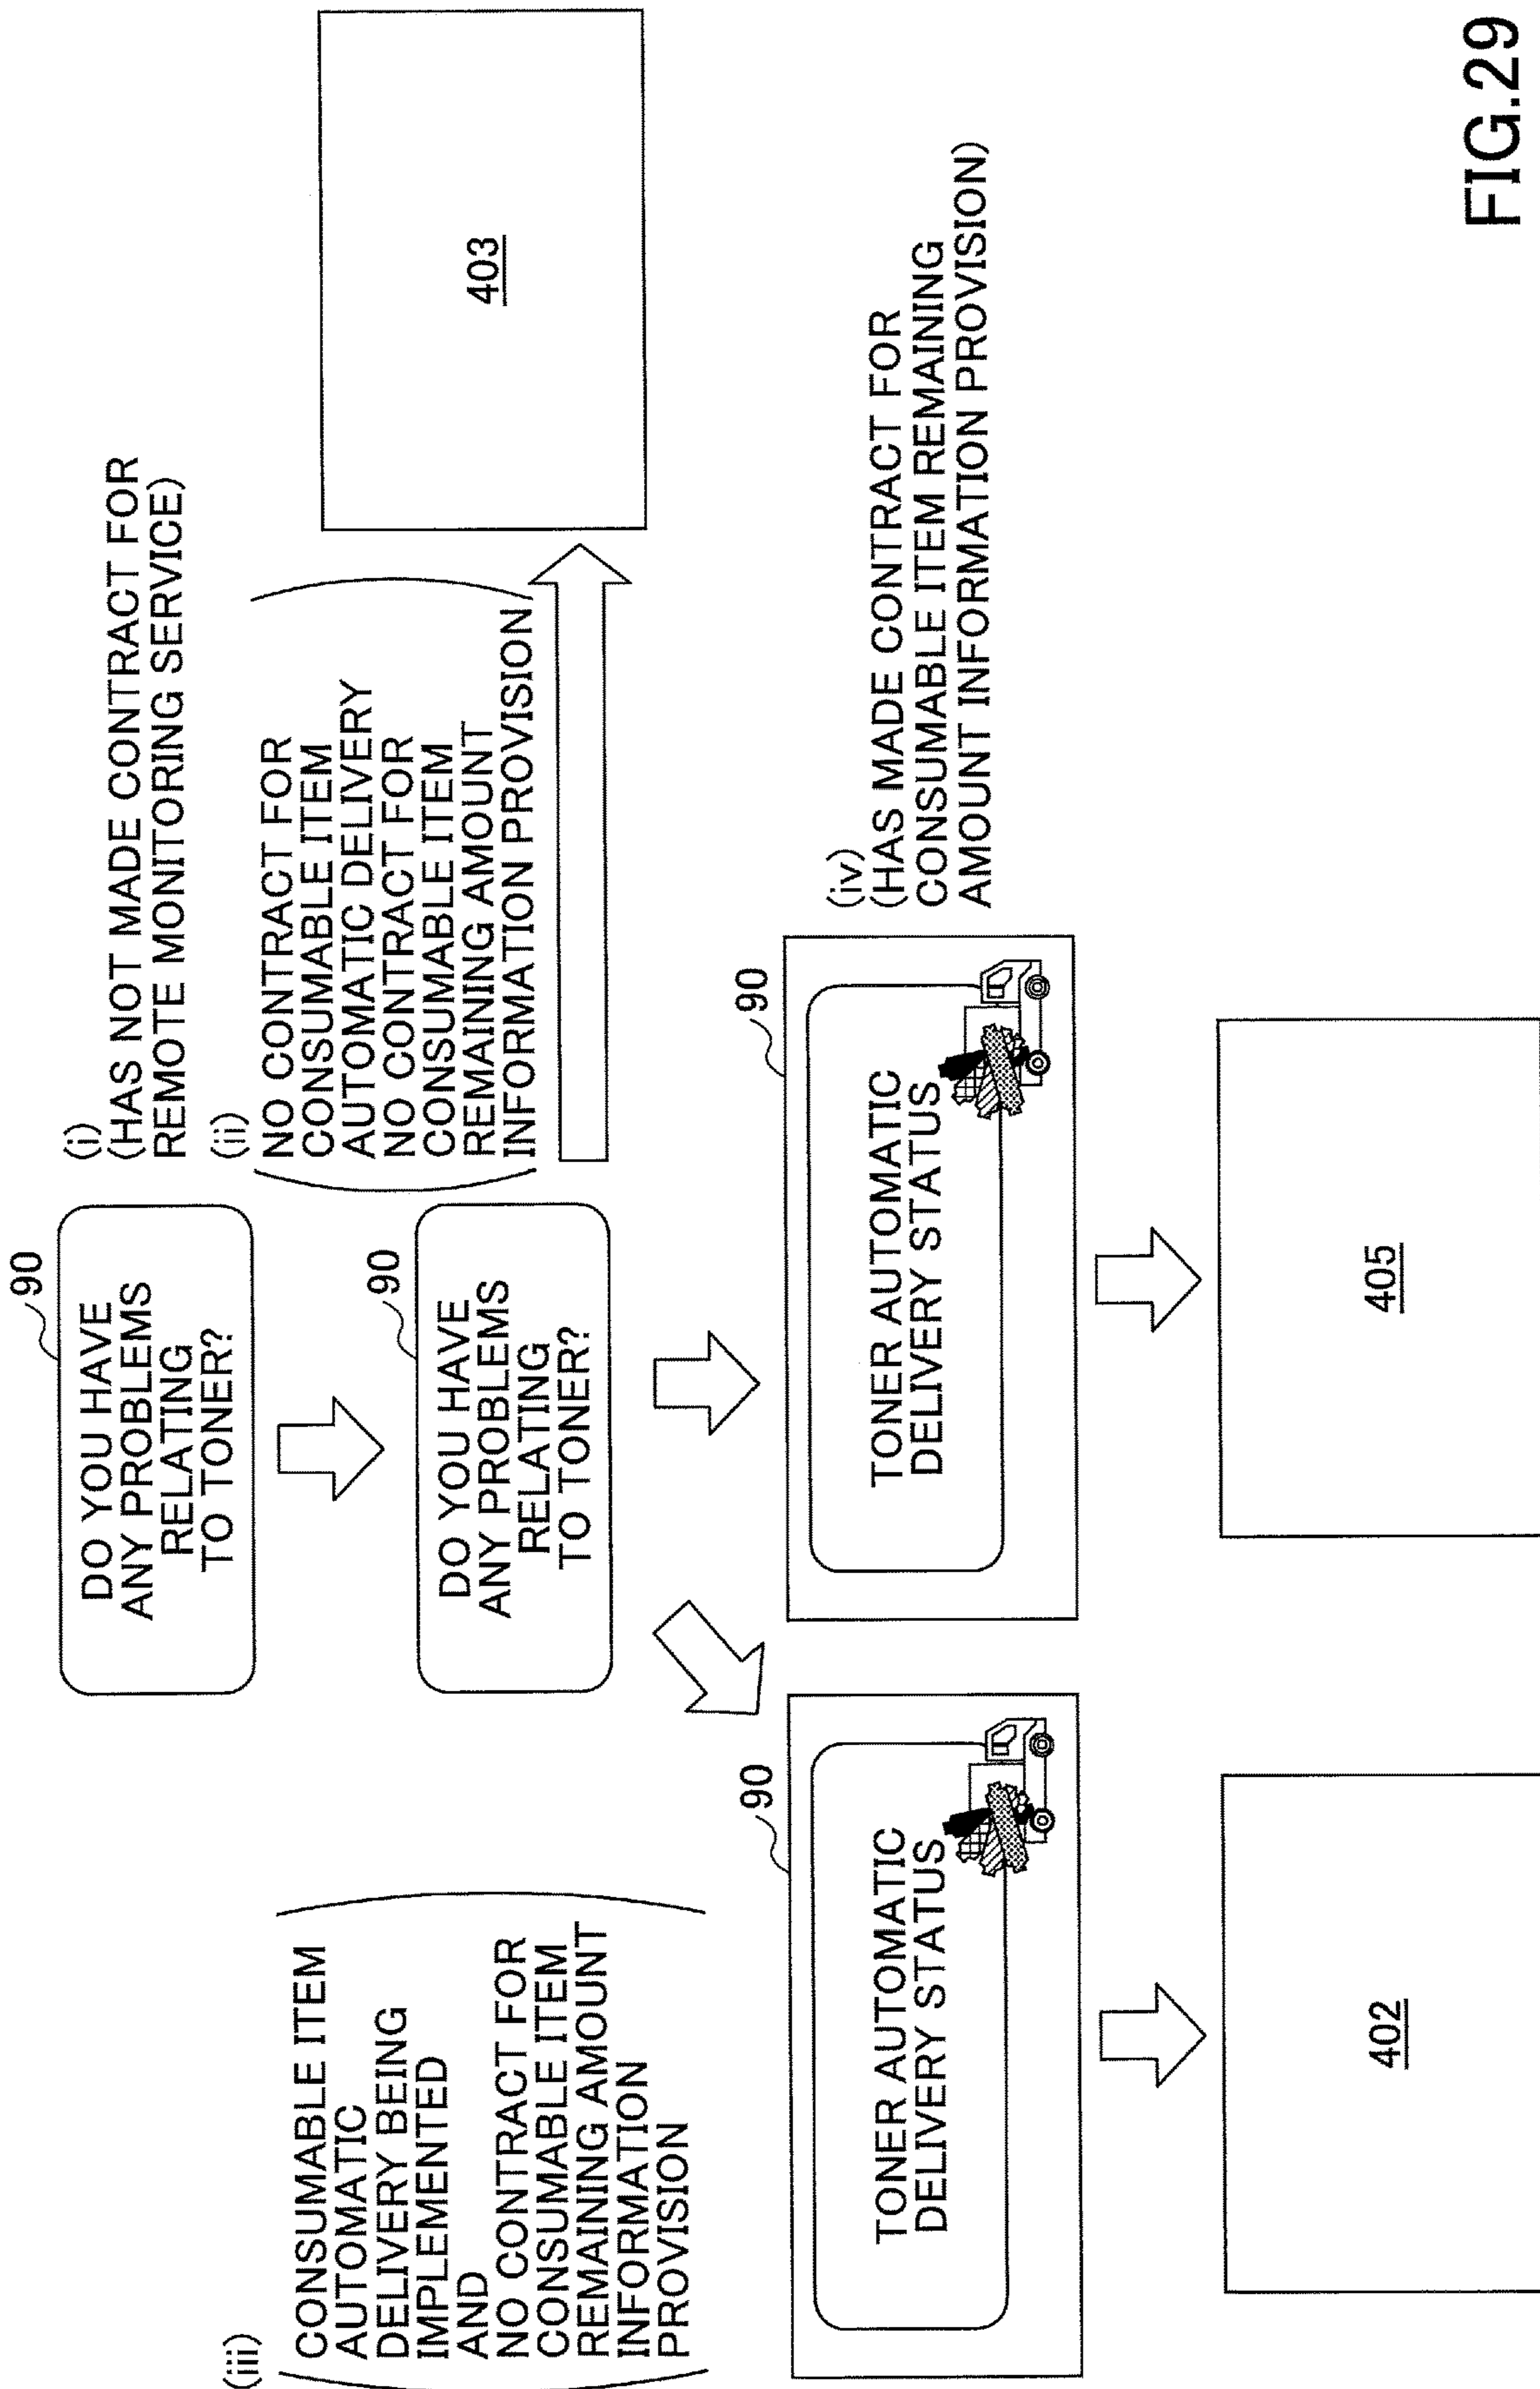 90
DO YOU HAVE
ANY PROBLEMS
RELATING
TO TONER?
(i)
(HAS NOT MADE CONTRACT FOR
REMOTE MONITORING SERVICE)
(ii)
NO CONTRACT FOR
CONSUMABLE ITEM
AUTOMATIC DELIVERY
NO CONTRACT FOR
CONSUMABLE ITEM
REMAINING AMOUNT
INFORMATION PROVISION
403
90
DO YOU HAVE
ANY PROBLEMS
RELATING
TO TONER?
(iii)
CONSUMABLE ITEM
AUTOMATIC
DELIVERY BEING
IMPLEMENTED
AND
NO CONTRACT FOR
CONSUMABLE ITEM
REMAINING AMOUNT
INFORMATION
PROVISION
90
TONER AUTOMATIC
DELIVERY STATUS
402
90
TONER AUTOMATIC
DELIVERY STATUS
(iv)
(HAS MADE CONTRACT FOR
CONSUMABLE ITEM REMAINING
AMOUNT INFORMATION PROVISION)
405
FIG.29